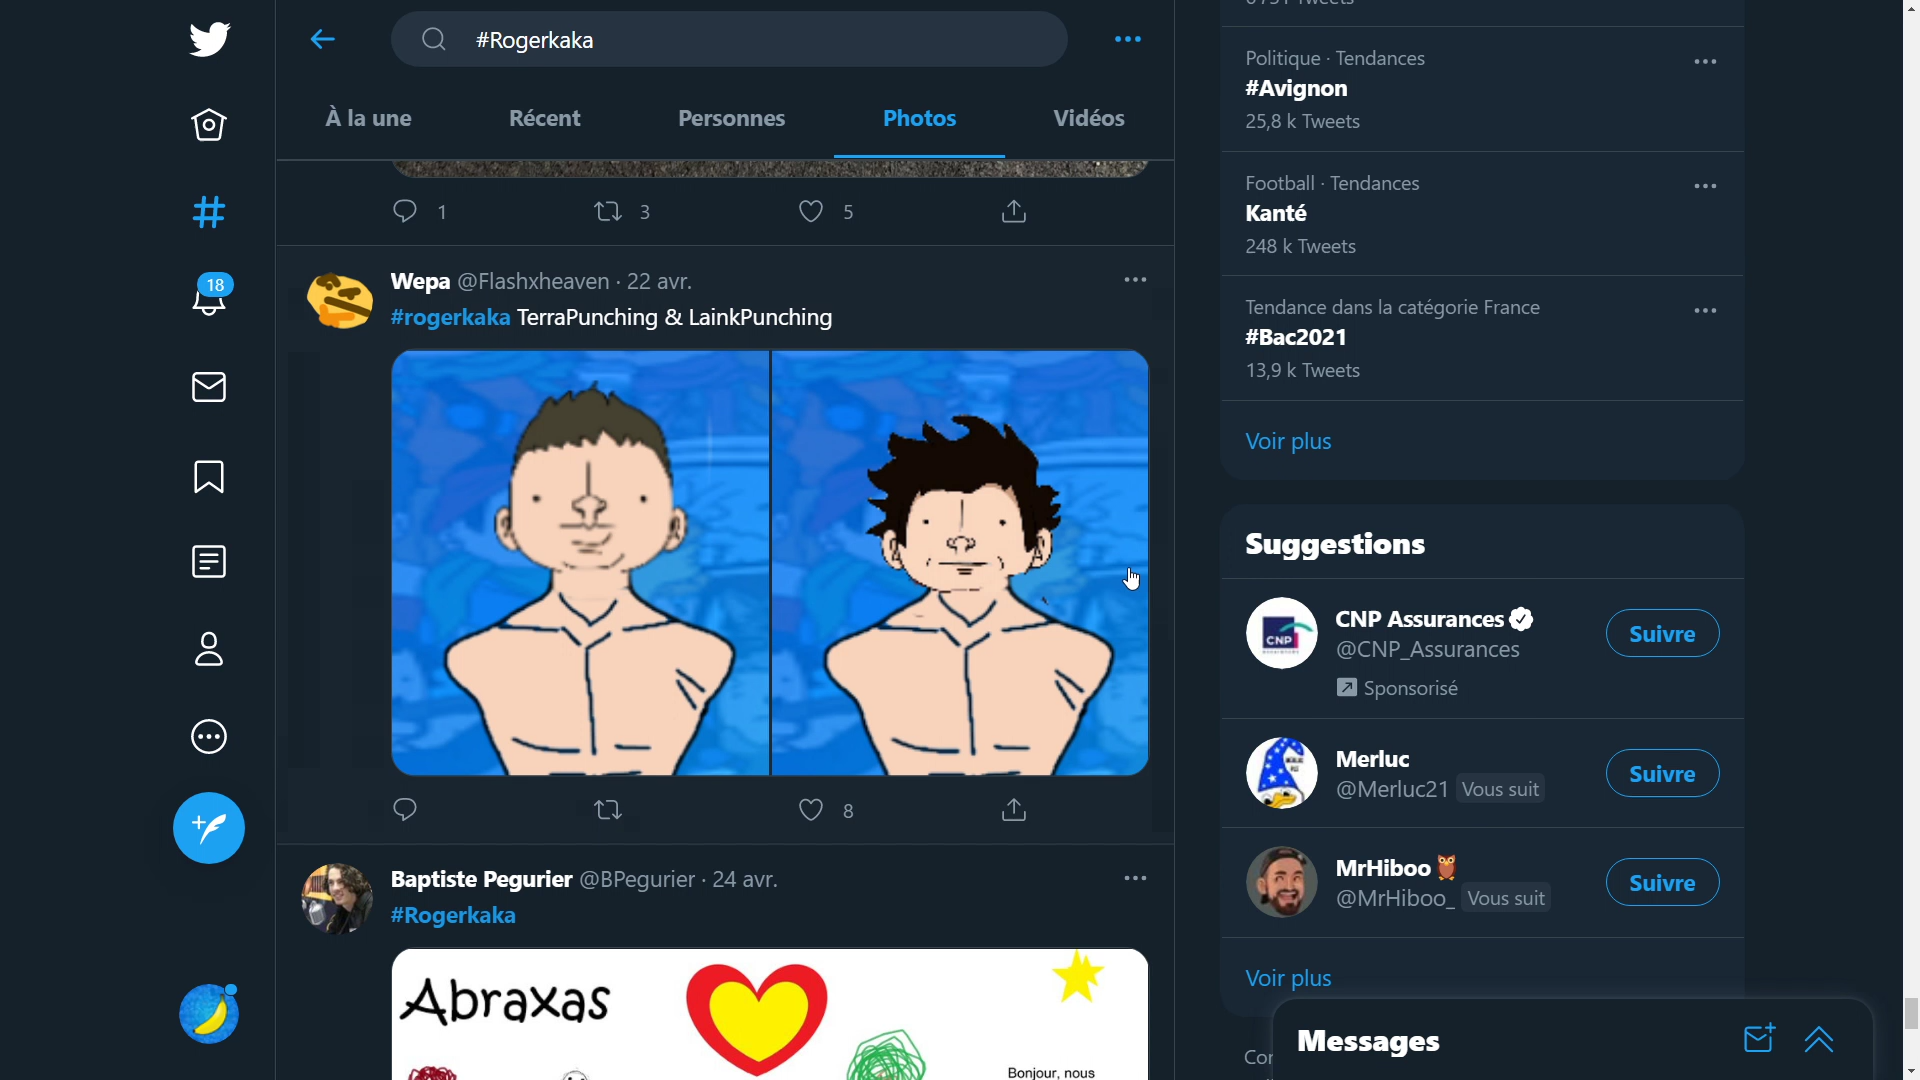 #Rogerkaka
À la une
Récent
Personnes
Photos
Vidéos
1
3
5
18
Wepa @Flashxheaven · 22 avr.
#rogerkaka TerraPunching & LainkPunching
8
Baptiste Pegurier @BPegurier · 24 avr.
#Rogerkaka
Abraxas
Bonjour, nous
Politique · Tendances
#Avignon
25,8 k Tweets
Football · Tendances
Kanté
248 k Tweets
Tendance dans la catégorie France
#Bac2021
13,9 k Tweets
Voir plus
Suggestions
CNP
CNP Assurances
@CNP_Assurances
Suivre
Sponsorisé
Merluc
@Merluc21 Vous suit
Suivre
MrHiboo
@MrHiboo_ Vous suit
Suivre
Voir plus
Messages